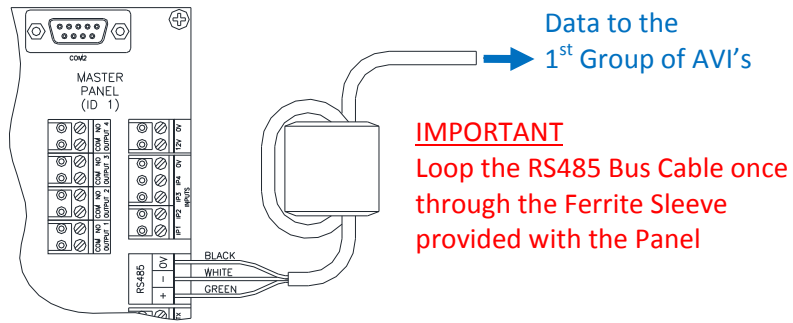 COM2
MASTER
PANEL
(ID 1)
COM NO
OUTPUT 4
COM NO
OUTPUT 3
COM NO
OUTPUT 2
COM NO
OUTPUT 1
12V 0V
IP1 IP2 IP3 IP4 0V
INPUTS
RS485
0V
-
+
BLACK
WHITE
GREEN
TX
Data to the
1st Group of AVI's
IMPORTANT
Loop the RS485 Bus Cable once
through the Ferrite Sleeve
provided with the Panel